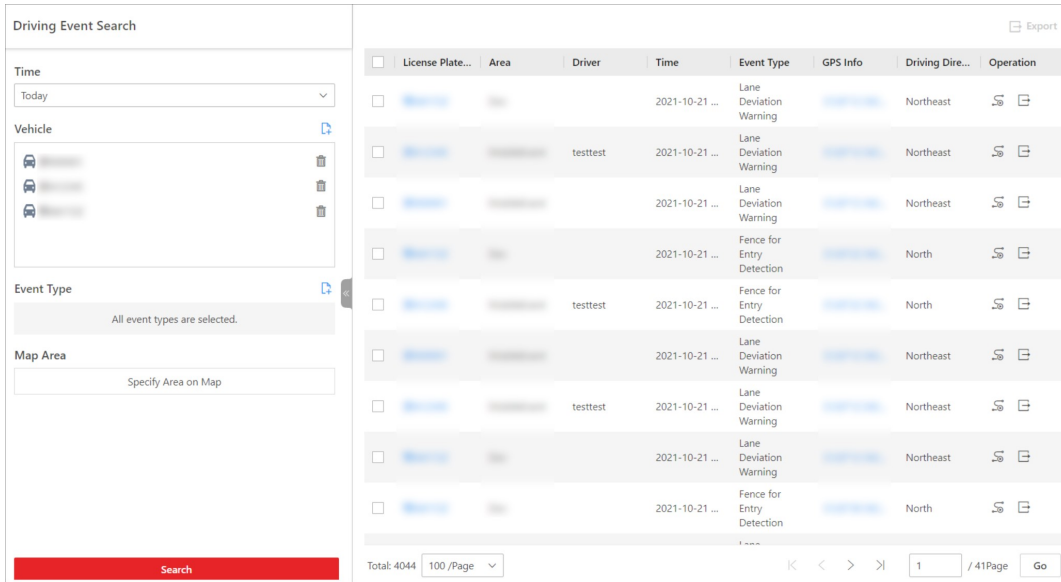 Driving Event Search
Time
Today
Vehicle
Event Type
All event types are selected.
Map Area
Specify Area on Map
Search
Export
License Plate... Area Driver Time Event Type GPS Info Driving Dire... Operation
2021-10-21 ... Lane Deviation Warning Northeast
testtest 2021-10-21 ... Lane Deviation Warning Northeast
2021-10-21 ... Lane Deviation Warning Northeast
2021-10-21 ... Fence for Entry Detection North
testtest 2021-10-21 ... Fence for Entry Detection North
2021-10-21 ... Lane Deviation Warning Northeast
testtest 2021-10-21 ... Lane Deviation Warning Northeast
2021-10-21 ... Lane Deviation Warning Northeast
2021-10-21 ... Fence for Entry Detection North
Total: 4044 100 /Page 1 / 41Page Go